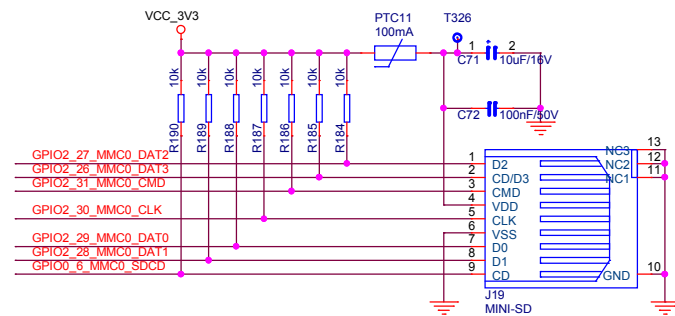 VCC_3V3
PTC11
100mA
T326
1
2
C71
10uF/16V
10k
10k
10k
10k
10k
10k
10k
R190
R189
R188
R187
R186
R185
R184
C72
100nF/50V
GPIO2_27_MMC0_DAT2
GPIO2_26_MMC0_DAT3
GPIO2_31_MMC0_CMD
GPIO2_30_MMC0_CLK
GPIO2_29_MMC0_DAT0
GPIO2_28_MMC0_DAT1
GPIO0_6_MMC0_SDCD
1 D2
2 CD/D3
3 CMD
4 VDD
5 CLK
6 VSS
7 D0
8 D1
9 CD
NC3 13
NC2 12
NC1 11
GND 10
J19
MINI-SD